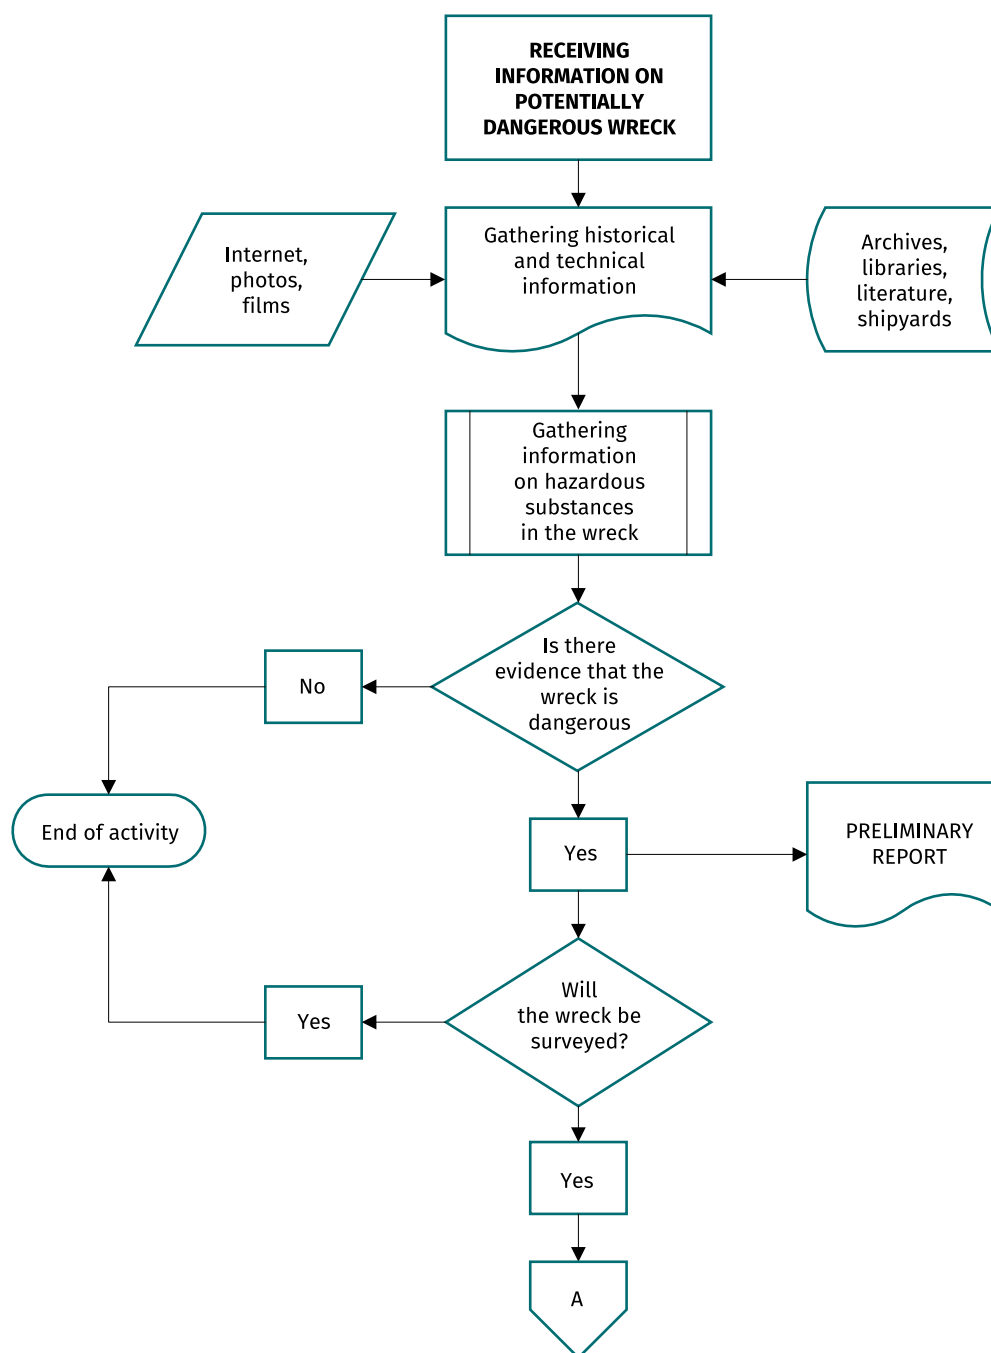 RECEIVING
INFORMATION ON
POTENTIALLY
DANGEROUS WRECK
Internet,
photos,
films
Gathering historical
and technical
information
Archives,
libraries,
literature,
shipyards
Gathering
information
on hazardous
substances
in the wreck
Is there
evidence that the
wreck is
dangerous
No
End of activity
Yes
PRELIMINARY
REPORT
Will
the wreck be
surveyed?
Yes
Yes
A